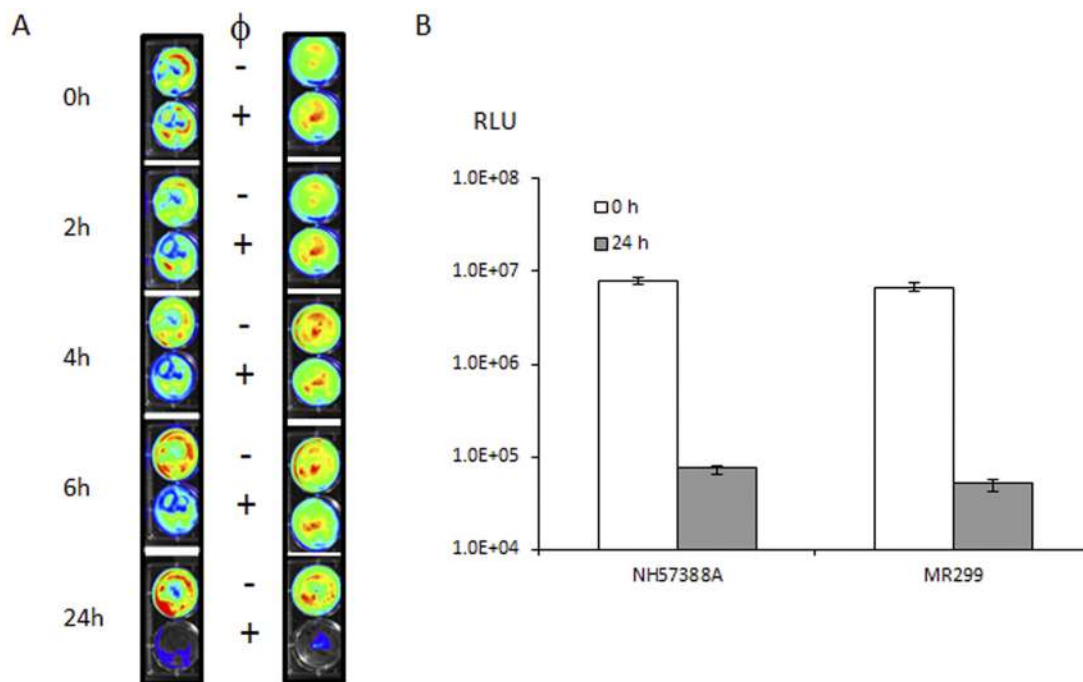 A
ϕ
0h
-
+
2h
-
+
4h
-
+
6h
-
+
24h
-
+
B
RLU
1.0E+08
1.0E+07
1.0E+06
1.0E+05
1.0E+04
0 h
24 h
NH57388A
MR299